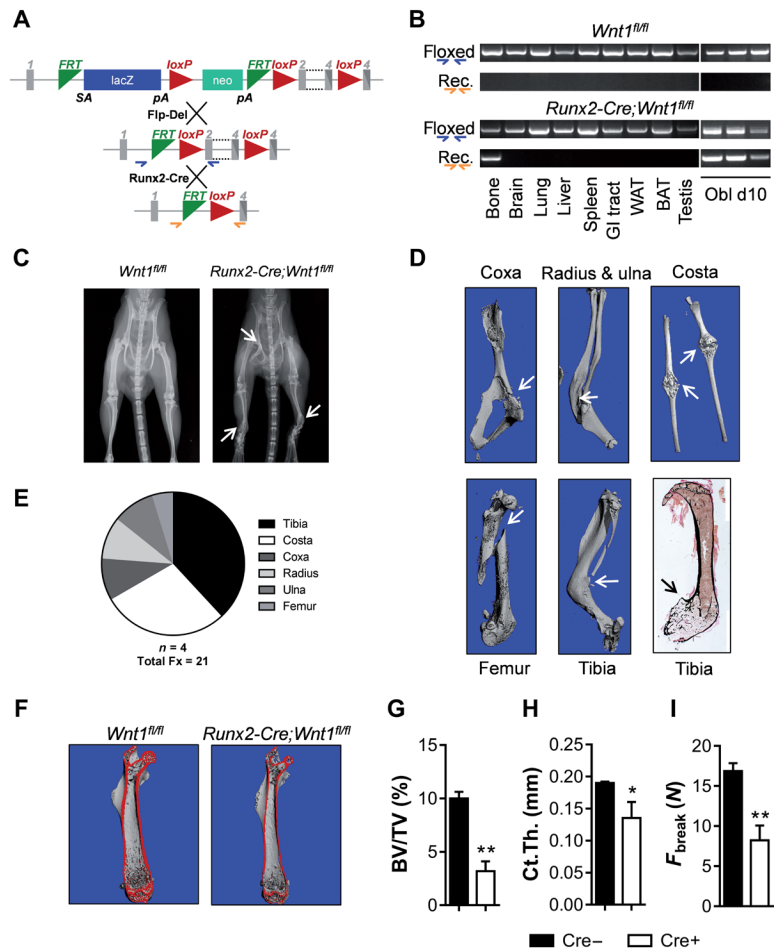 A
1 FRT lacZ loxP neo FRT loxP 2 4 loxP 4
SA pA pA
Flp-Del
1 FRT loxP 2 4 loxP 4
Runx2-Cre
1 FRT loxP 4
B
Wnt1fl/fl
Floxed
Rec.
Runx2-Cre;Wnt1fl/fl
Floxed
Rec.
Bone Brain Lung Liver Spleen GI tract WAT BAT Testis Obl d10
C
Wnt1fl/fl Runx2-Cre;Wnt1fl/fl
D
Coxa Radius & ulna Costa
Femur Tibia Tibia
E
Tibia
Costa
Coxa
Radius
Ulna
Femur
n = 4
Total Fx = 21
F
Wnt1fl/fl Runx2-Cre;Wnt1fl/fl
G
BV/TV (%)
15
10
5
0
**
H
Ct.Th. (mm)
0.25
0.20
0.15
0.10
0.05
0.00
*
I
Fbreak (N)
20
15
10
5
0
**
Cre– Cre+